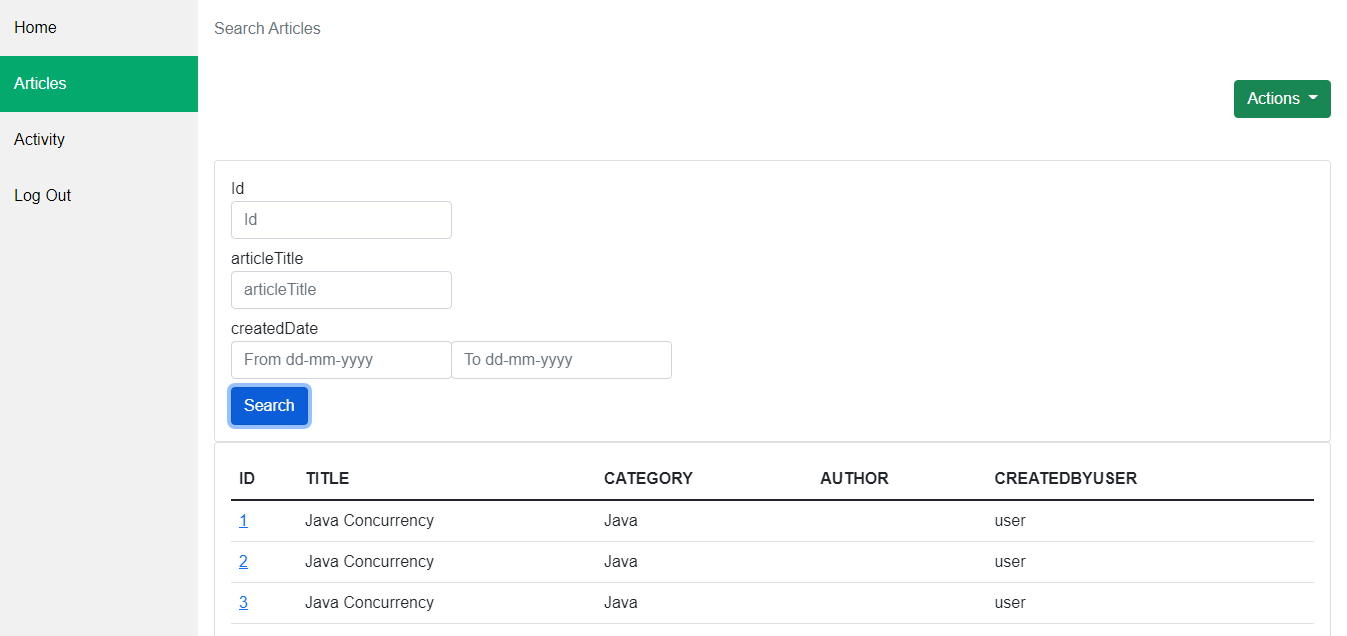 Home
Articles
Activity
Log Out
Search Articles
Actions
Id
Id
articleTitle
articleTitle
createdDate
From dd-mm-yyyy To dd-mm-yyyy
Search
ID TITLE CATEGORY AUTHOR CREATEDBYUSER
1 Java Concurrency Java user
2 Java Concurrency Java user
3 Java Concurrency Java user